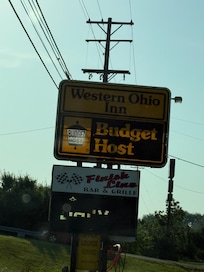 Western Ohio
Inn
Budget
Host
Finish Line
BAR & GRILLE